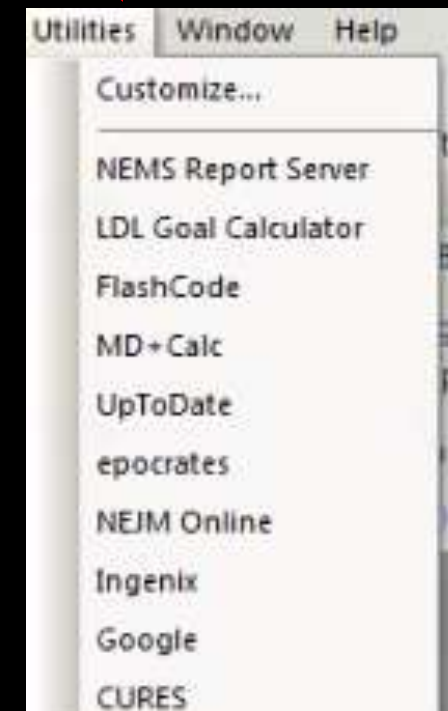 Utilities Window Help
Customize...
NEMS Report Server
LDL Goal Calculator
FlashCode
MD+Calc
UpToDate
epocrates
NEJM Online
Ingenix
Google
CURES